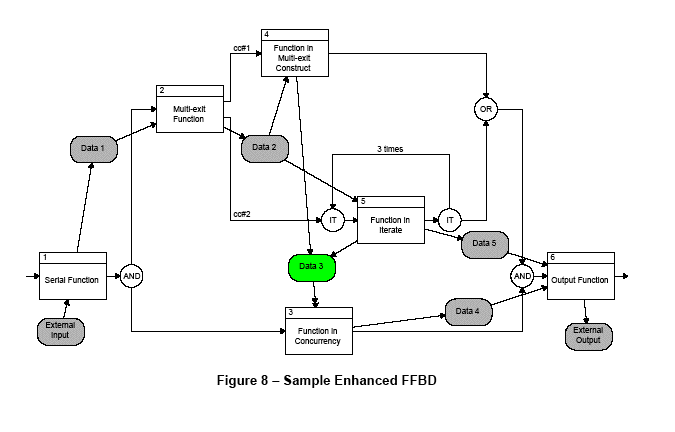 4
Function in
Multi-exit
Construct
cc#1
2
Multi-exit
Function
OR
Data 1
Data 2
3 times
5
Function in
Iterate
IT
IT
cc#2
Data 5
1
Serial Function
AND
Data 3
AND
6
Output Function
External
Input
3
Function in
Concurrency
Data 4
External
Output
Figure 8 – Sample Enhanced FFBD